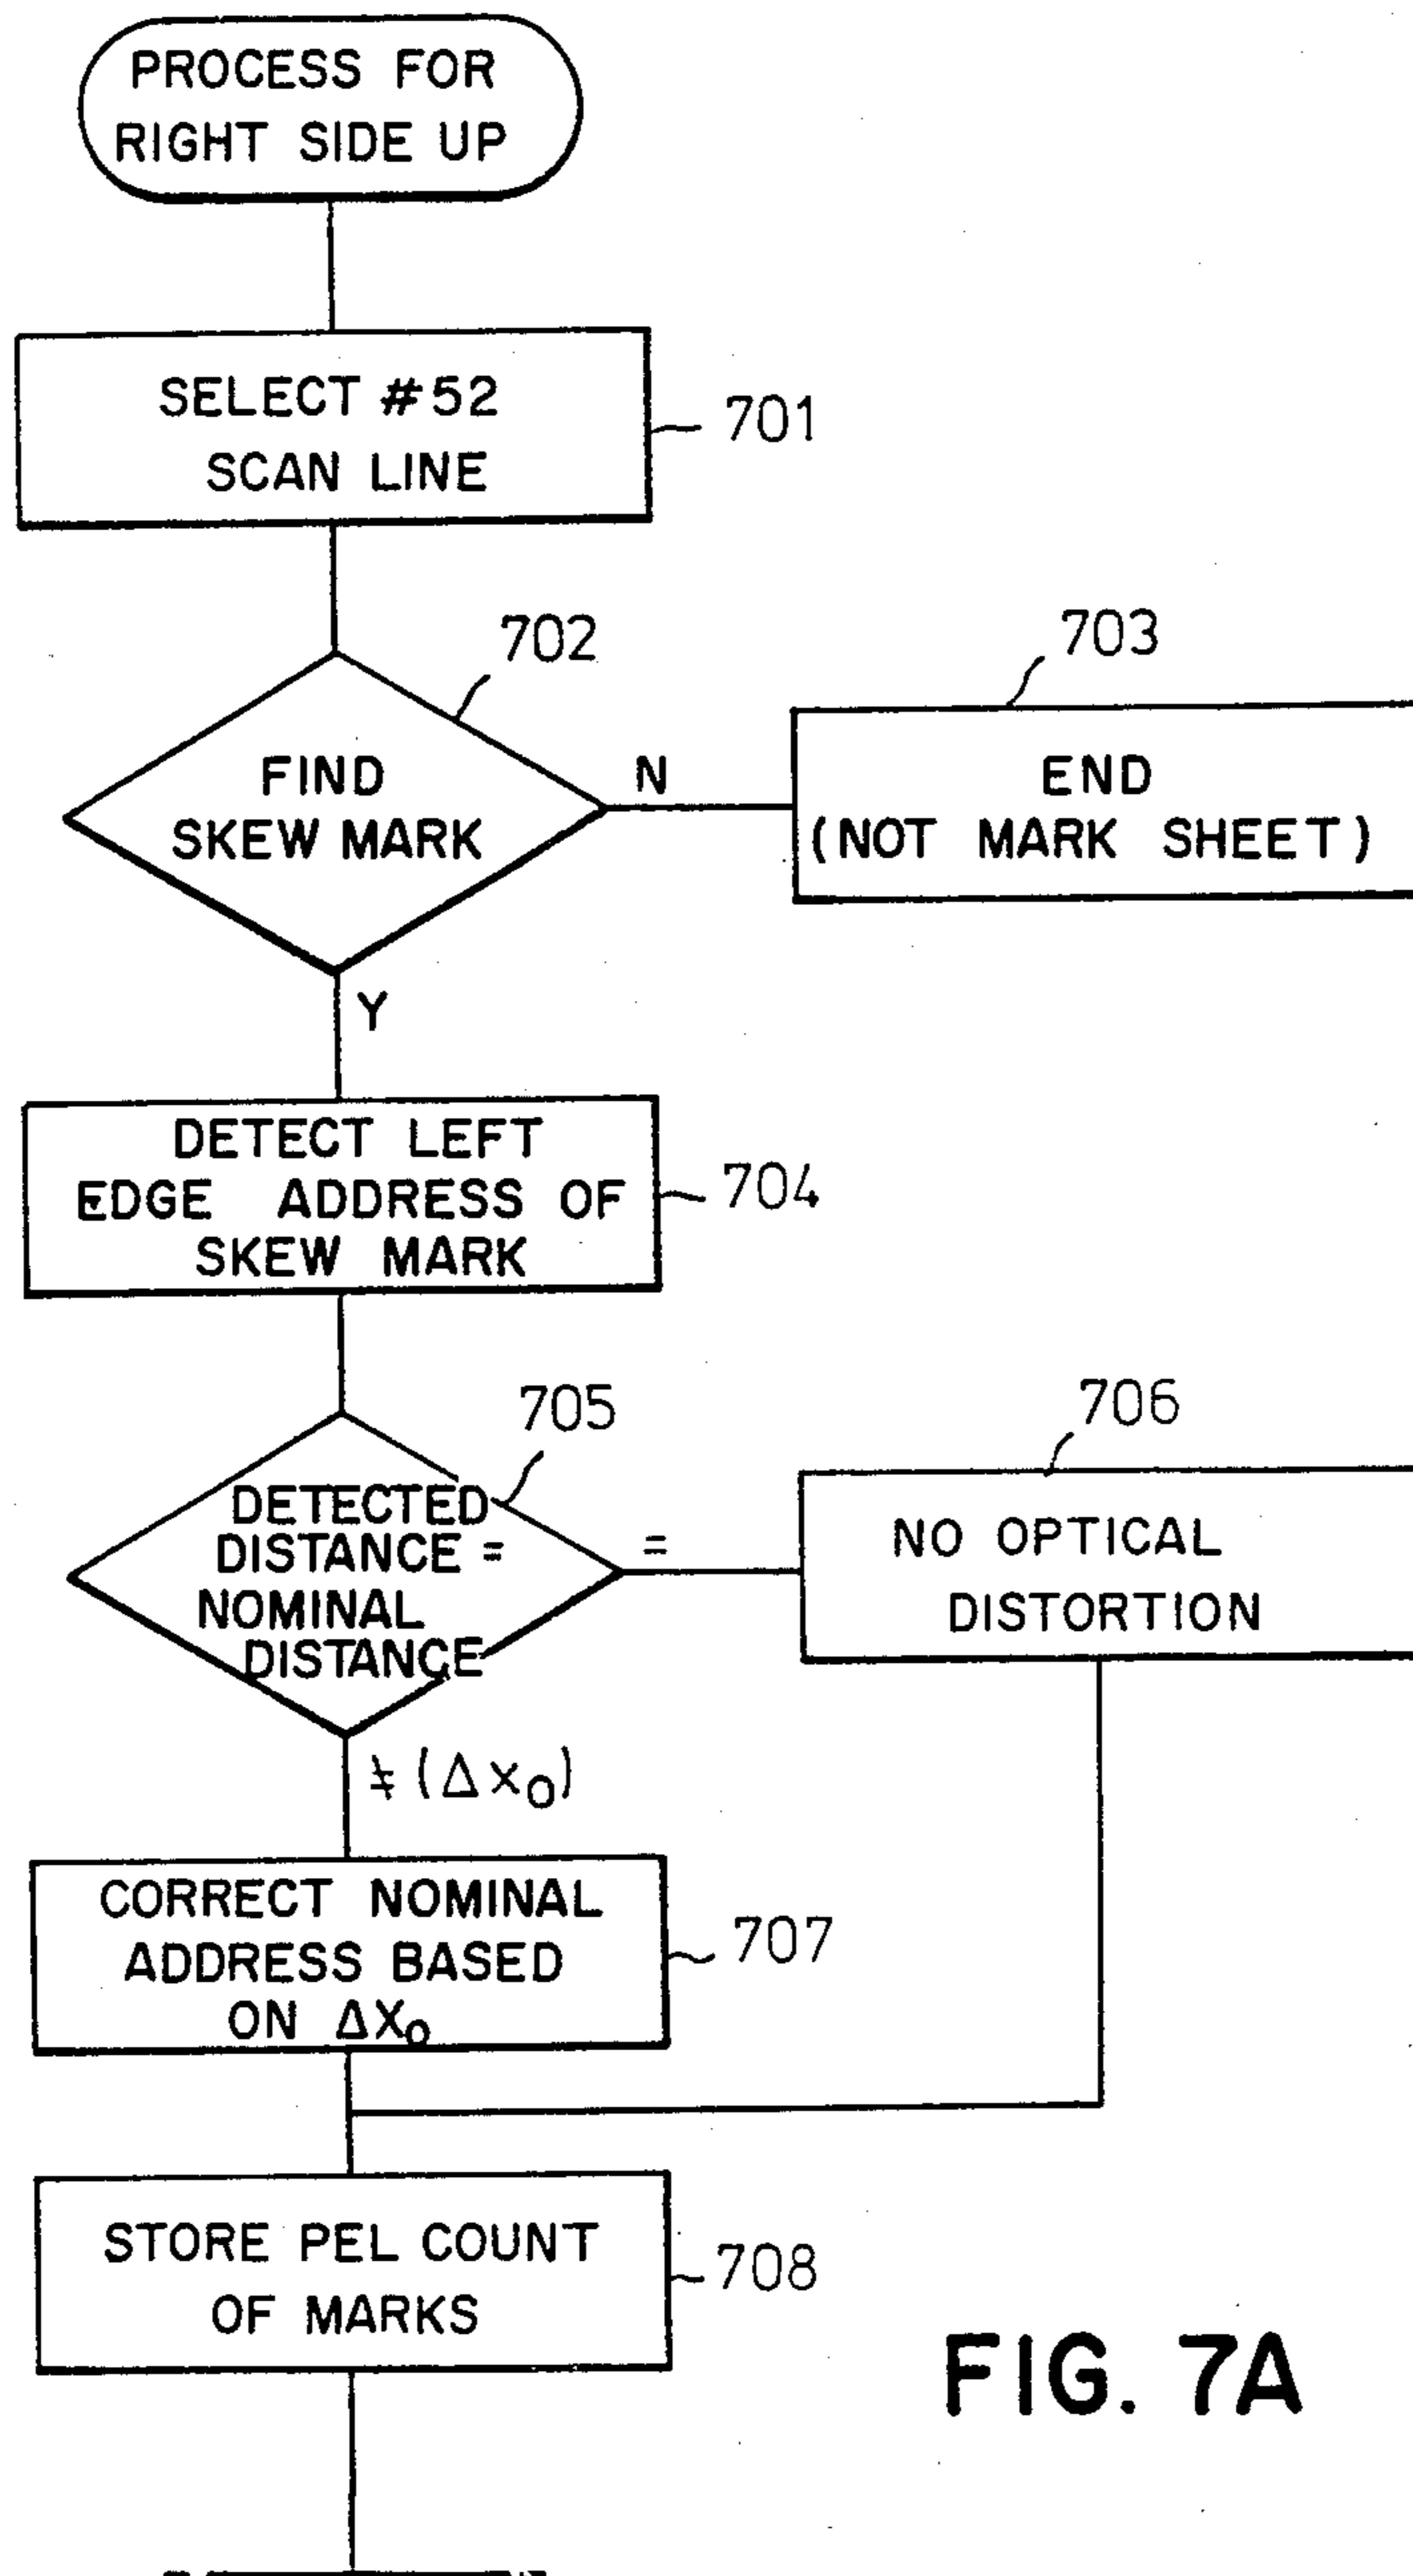 PROCESS FOR
RIGHT SIDE UP
SELECT #52
SCAN LINE
701
702
FIND
SKEW MARK
N
703
END
(NOT MARK SHEET)
Y
DETECT LEFT
EDGE ADDRESS OF
SKEW MARK
704
705
DETECTED
DISTANCE =
NOMINAL
DISTANCE
=
706
NO OPTICAL
DISTORTION
≠ (Δx₀)
CORRECT NOMINAL
ADDRESS BASED
ON ΔX₀
707
STORE PEL COUNT
OF MARKS
708
FIG. 7A